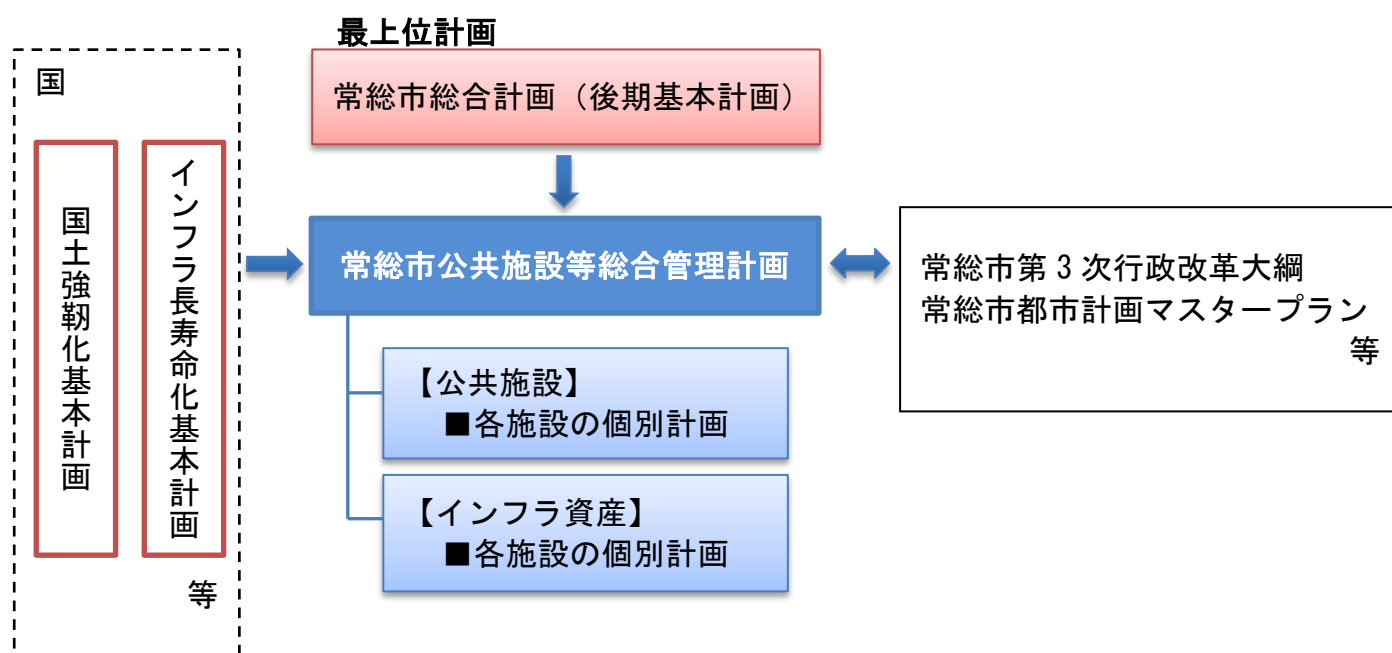 最上位計画
常総市総合計画（後期基本計画）
国
国土強靭化基本計画
インフラ長寿命化基本計画
等
常総市公共施設等総合管理計画
常総市第３次行政改革大綱
常総市都市計画マスタープラン
等
【公共施設】
■各施設の個別計画
【インフラ資産】
■各施設の個別計画